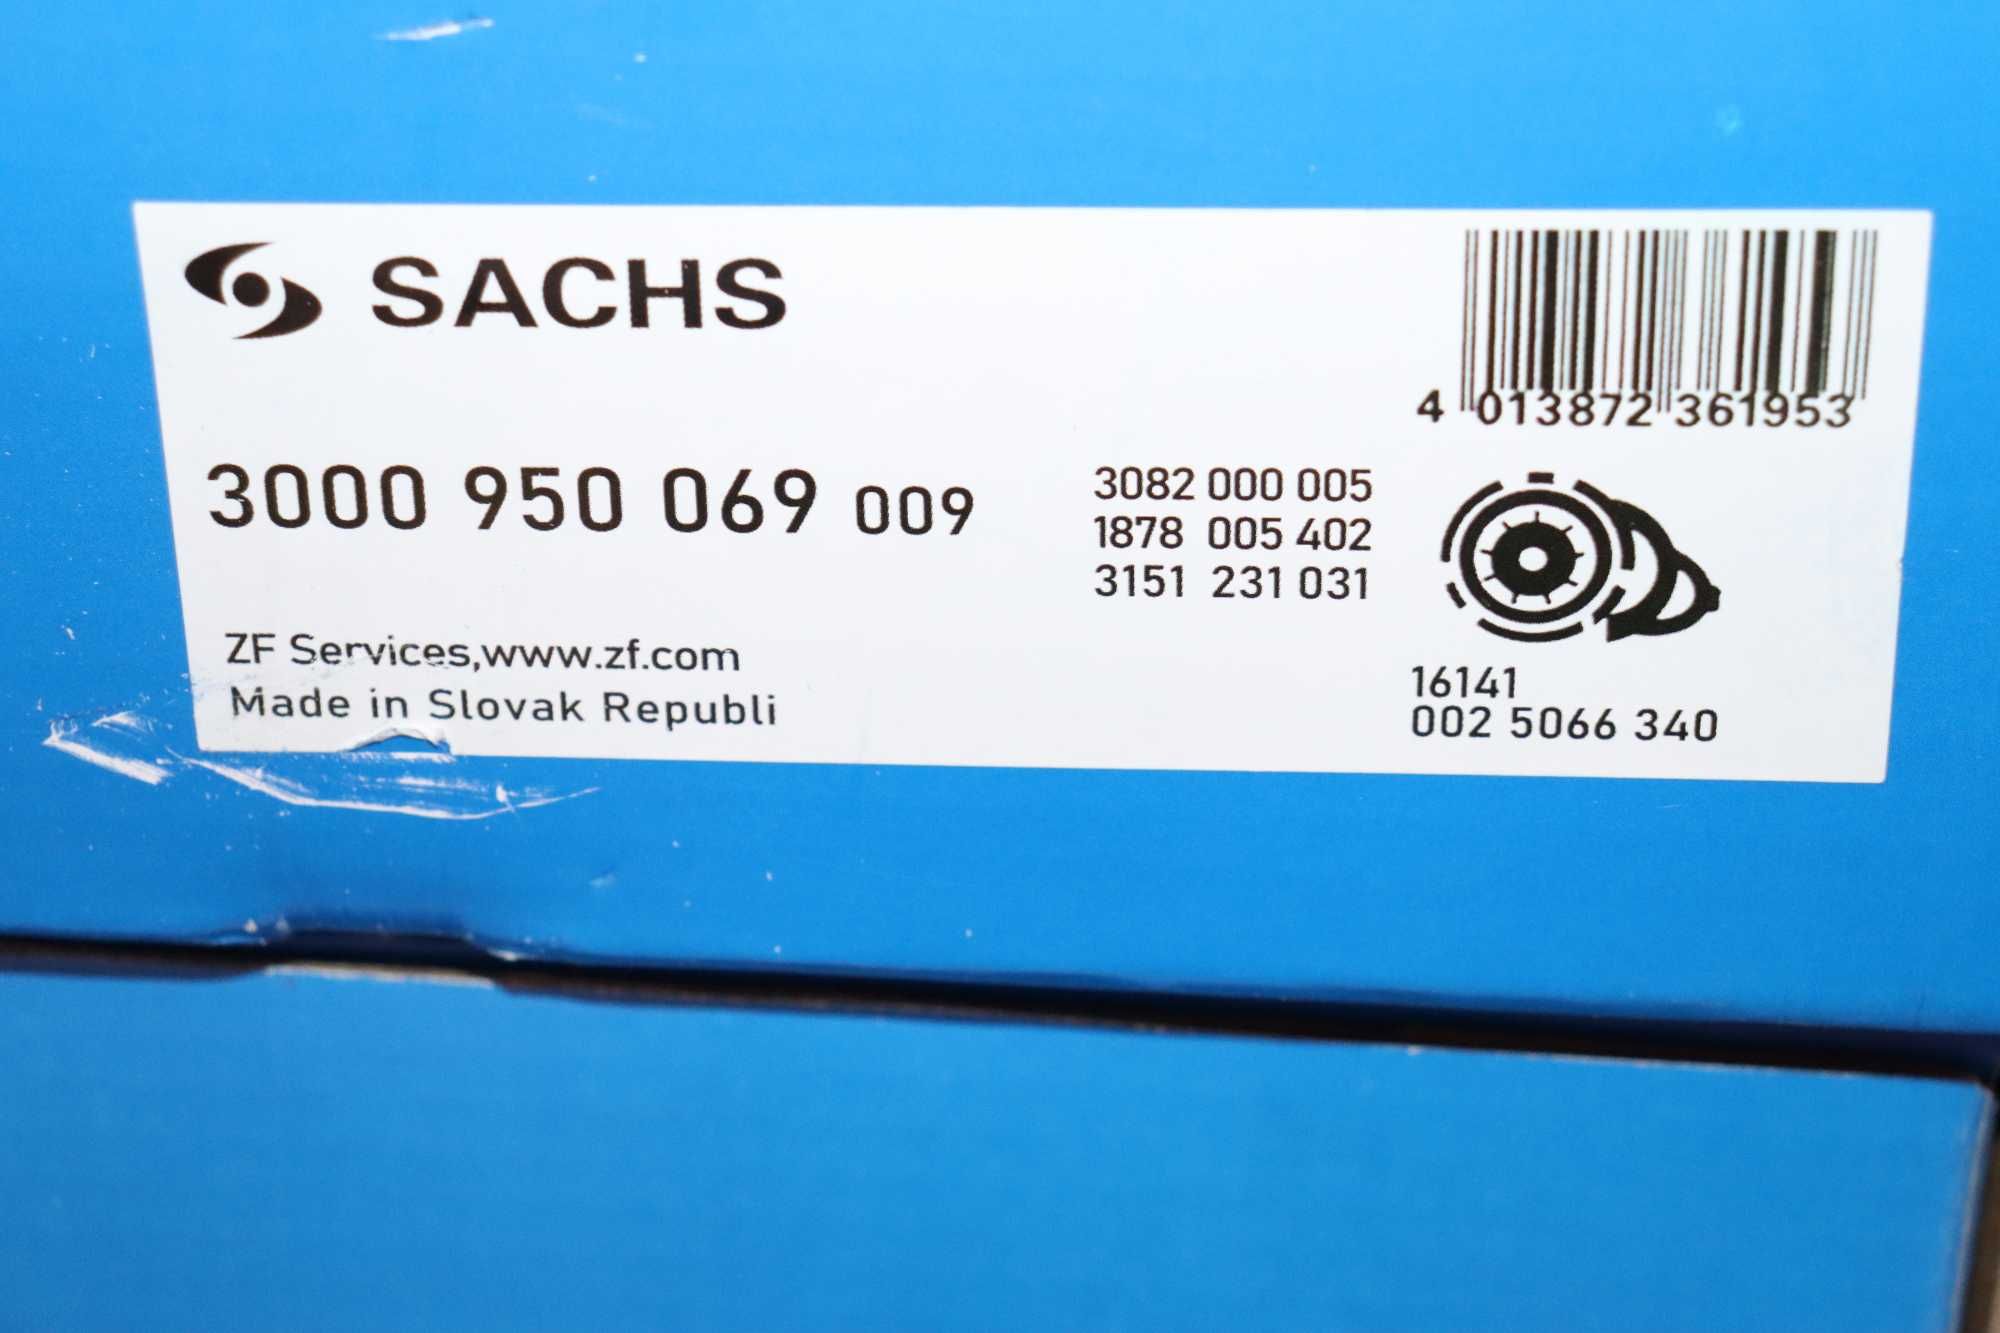 SACHS
4 013872 361953
3000 950 069 009
3082 000 005
1878 005 402
3151 231 031
ZF Services,www.zf.com
Made in Slovak Republi
16141
002 5066 340